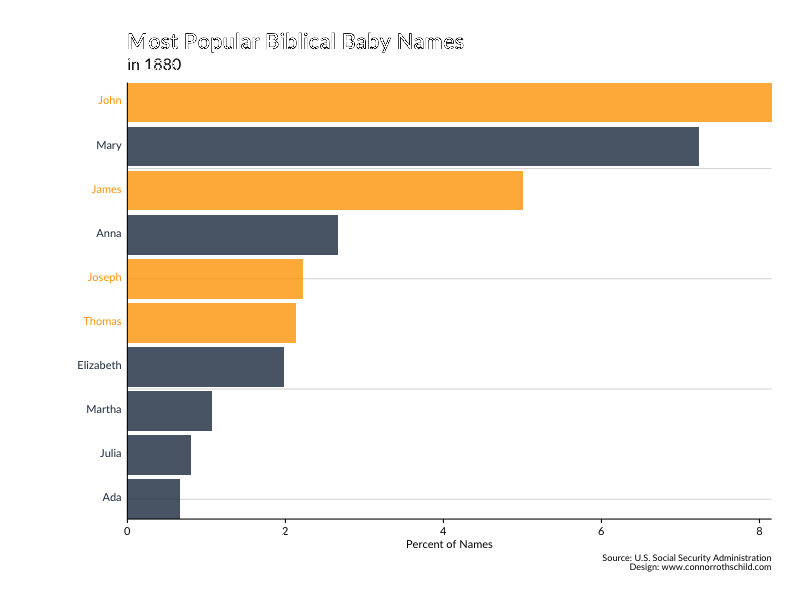 Most Popular Biblical Baby Names
in 1880
John
Mary
James
Anna
Joseph
Thomas
Elizabeth
Martha
Julia
Ada
0 2 4 6 8
Percent of Names
Source: U.S. Social Security Administration
Design: www.connorrothschild.com